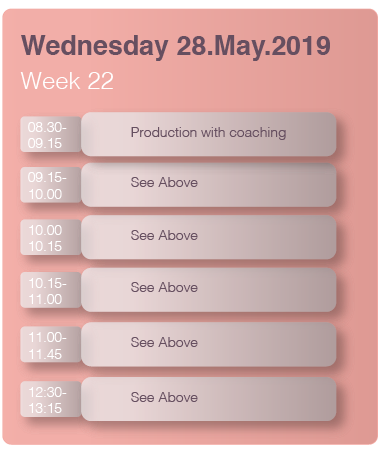 Wednesday 28.May.2019
Week 22
08.30-
09.15
Production with coaching
09.15-
10.00
See Above
10.00
10.15
See Above
10.15-
11.00
See Above
11.00-
11.45
See Above
12:30-
13:15
See Above